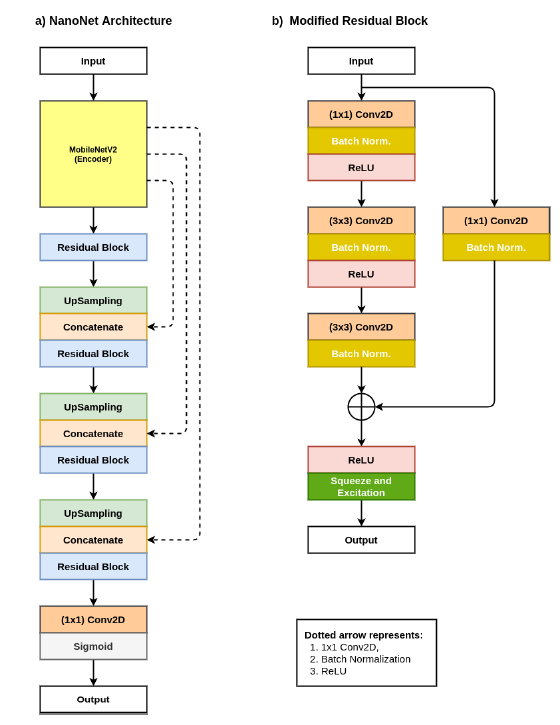 a) NanoNet Architecture
Input
MobileNetV2
(Encoder)
Residual Block
UpSampling
Concatenate
Residual Block
UpSampling
Concatenate
Residual Block
UpSampling
Concatenate
Residual Block
(1x1) Conv2D
Sigmoid
Output
b) Modified Residual Block
Input
(1x1) Conv2D
Batch Norm.
ReLU
(3x3) Conv2D
Batch Norm.
ReLU
(3x3) Conv2D
Batch Norm.
(1x1) Conv2D
Batch Norm.
ReLU
Squeeze and
Excitation
Output
Dotted arrow represents:
1. 1x1 Conv2D,
2. Batch Normalization
3. ReLU